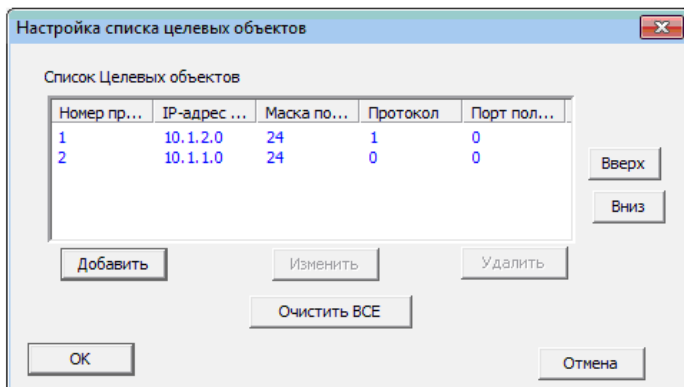 Настройка списка целевых объектов
Список Целевых объектов
Номер пр... IP-адрес ... Маска по... Протокол Порт пол...
1 10.1.2.0 24 1 0
2 10.1.1.0 24 0 0
Вверх
Вниз
Добавить Изменить Удалить
Очистить ВСЕ
OK Отмена